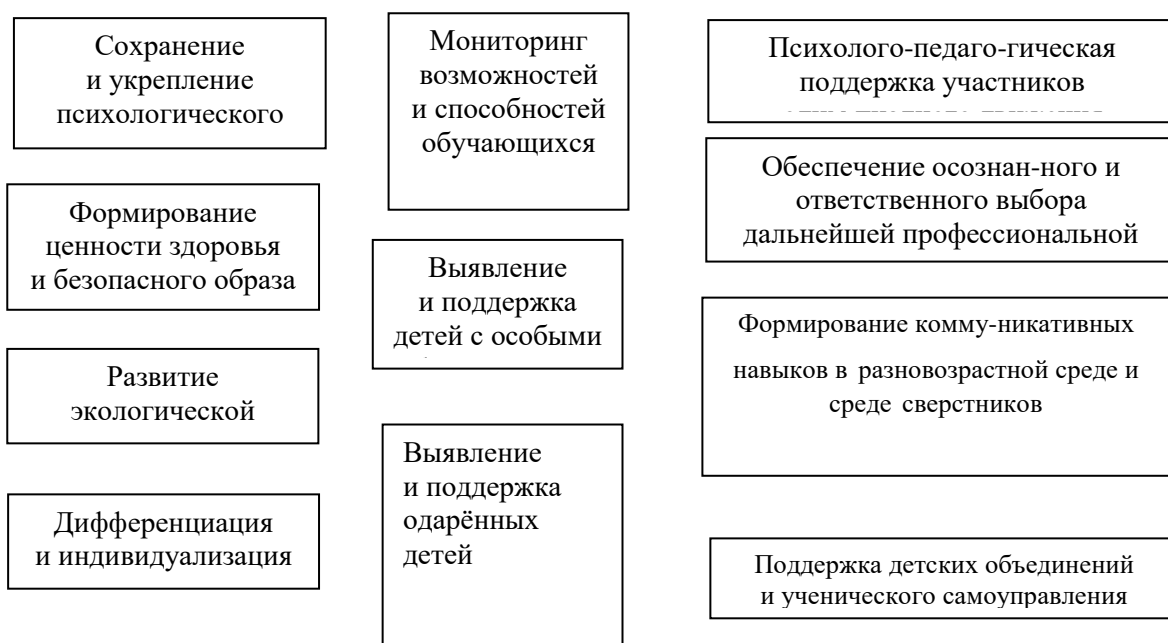 Сохранение
и укрепление
психологического
Формирование
ценности здоровья
и безопасного образа
Развитие
экологической
Дифференциация
и индивидуализация
Мониторинг
возможностей
и способностей
обучающихся
Выявление
и поддержка
детей с особыми
Выявление
и поддержка
одарённых
детей
Психолого-педаго-гическая
поддержка участников
Обеспечение осознан-ного и
ответственного выбора
дальнейшей профессиональной
Формирование комму-никативных
навыков в разновозрастной среде и
среде сверстников
Поддержка детских объединений
и ученического самоуправления